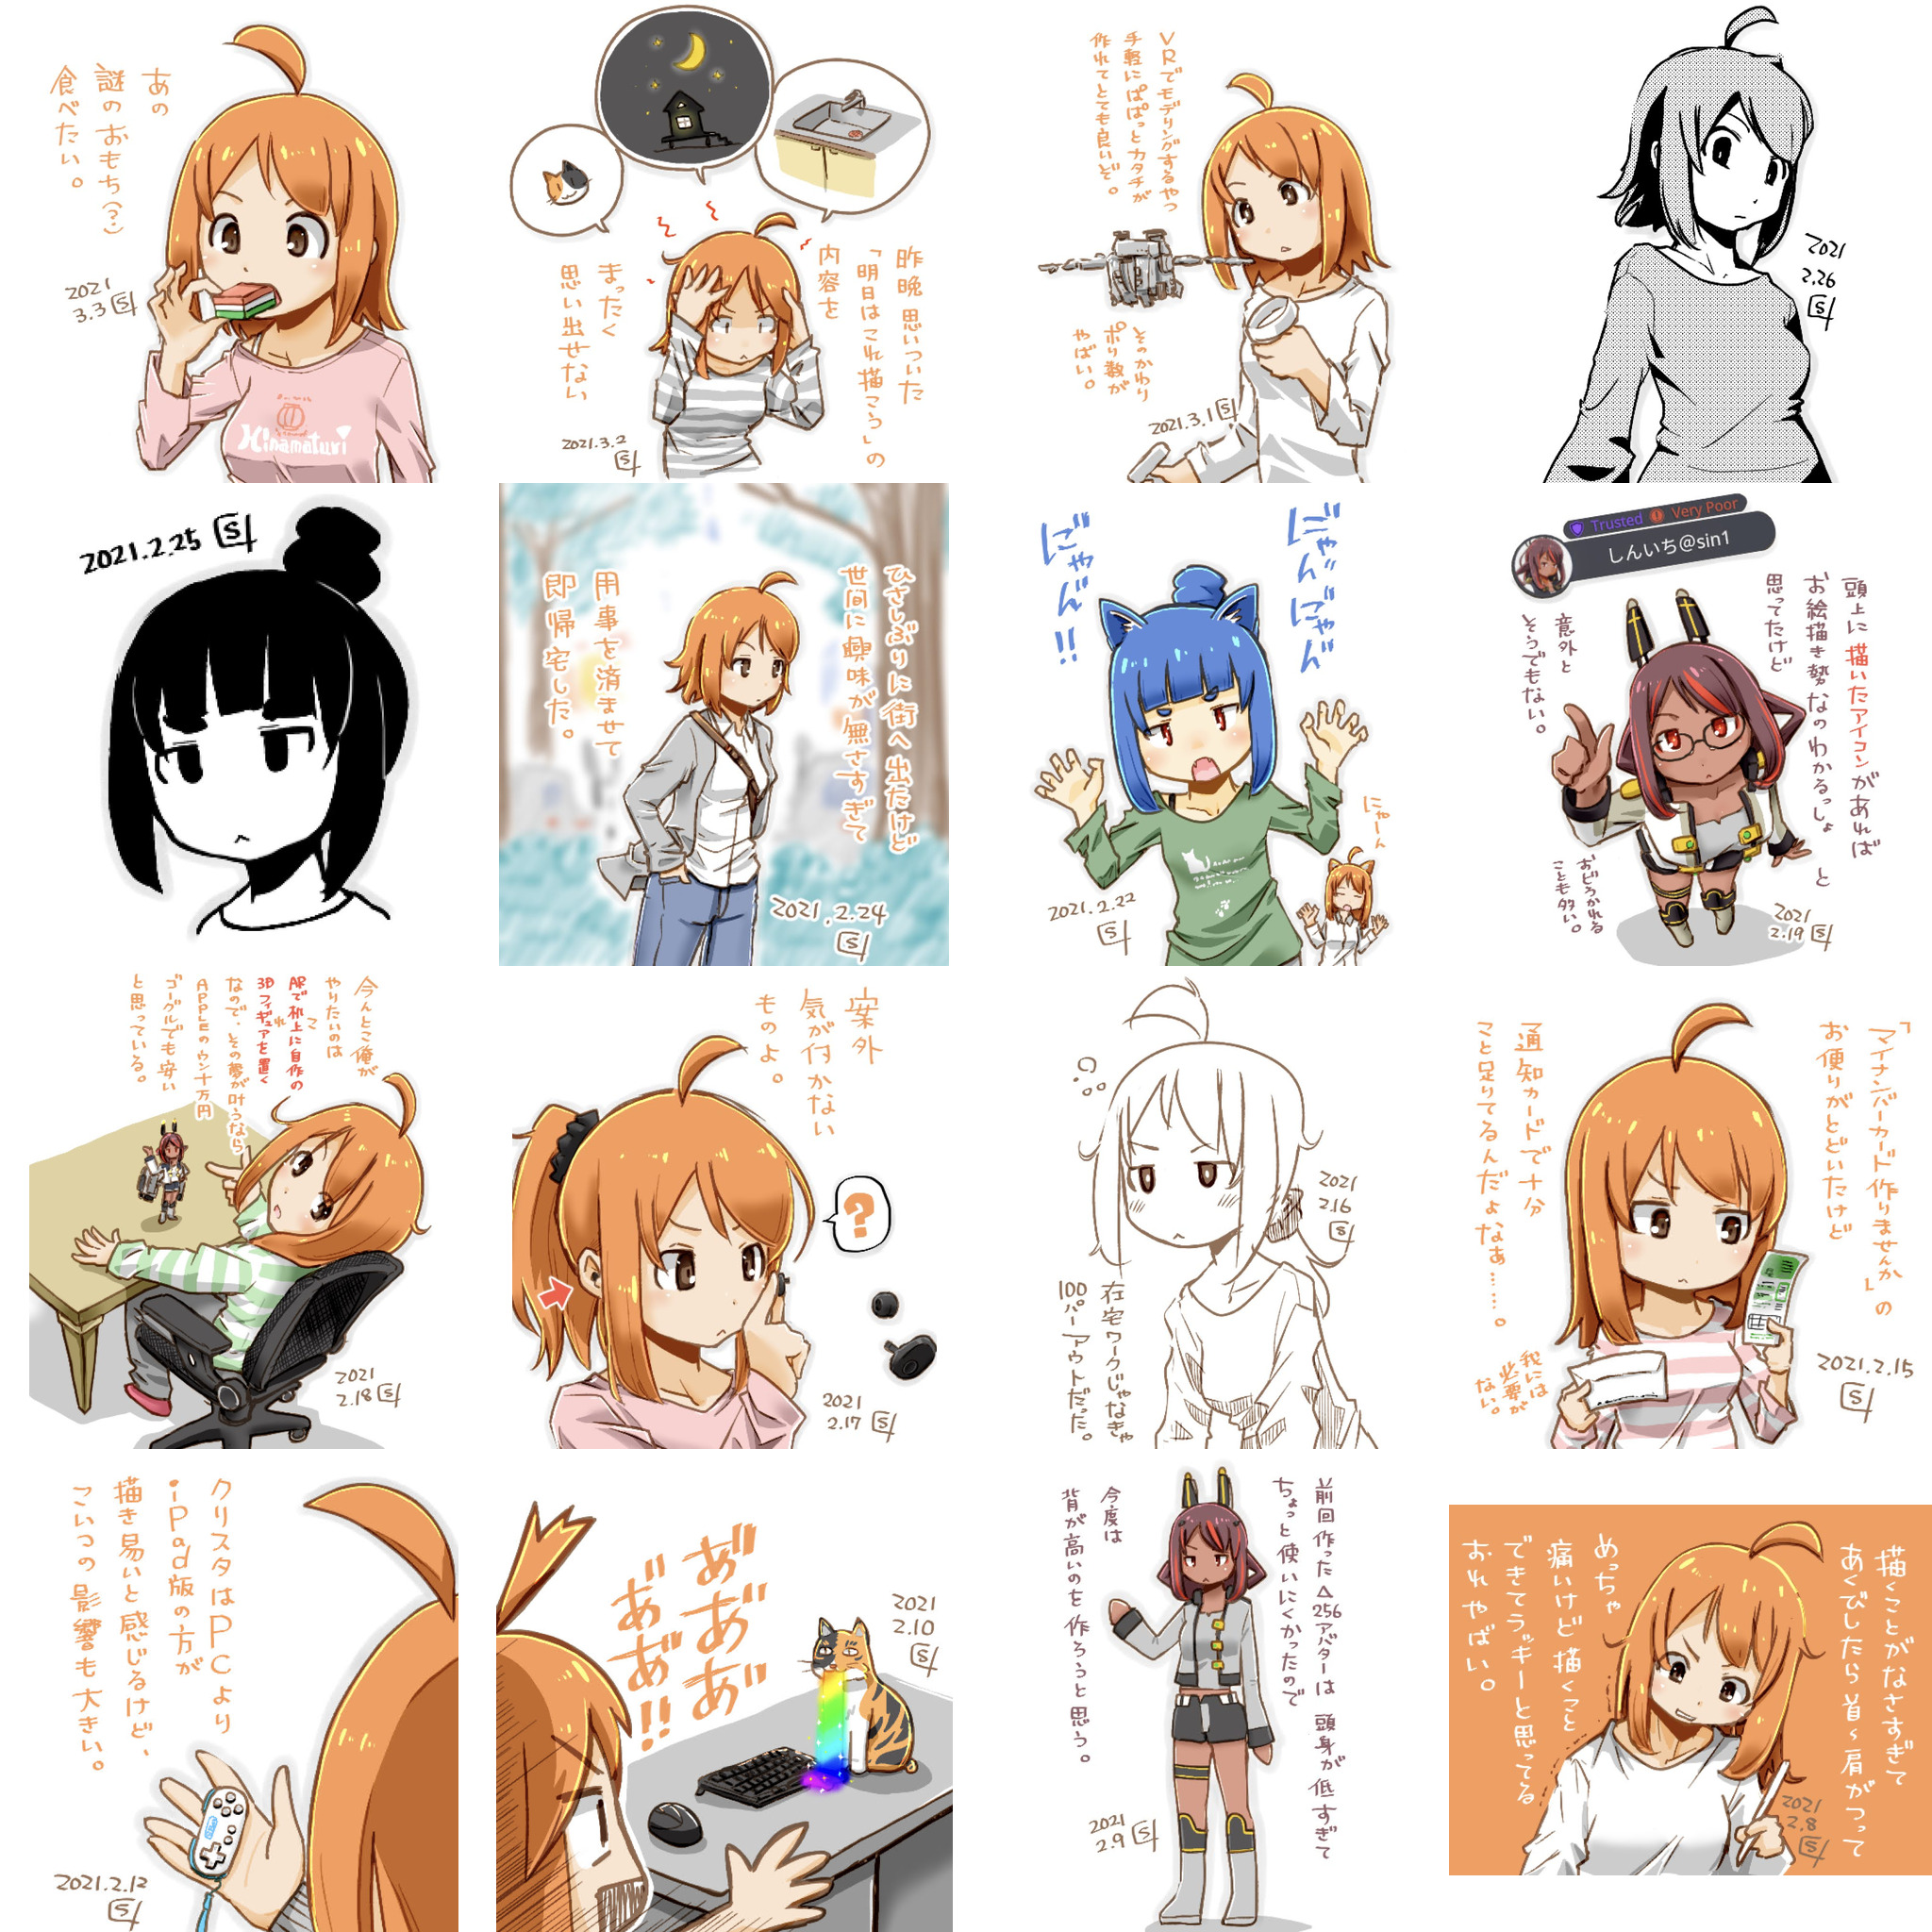 あの
謎のおもち(?)
食べたい。
2021
3.3
Hinamaturi
昨晩思いついた
「明日はこれ描こう」の
内容を
まったく
思い出せない
2021.3.2
VRでモデリングするやつ
手軽にぱぱっとカタチが
作れてとても良いぞ。
そのかわり
ポリ数が
やばい。
2021.3.1
2021
2.26
2021.2.25
ひさしぶりに街へ出たけど
世間に興味が無さすぎて
用事を済ませて
即帰宅した。
2021.2.24
にゃんにゃん
にゃん!!
にゃーん
2021.2.22
Trusted Very Poor
しんいち@sin1
頭上に描いたアイコンがあれば
お絵描き勢なのわかるっしょ と
思ってたけど
意外と
そうでもない。
おどろかれる
ことも多い。
2021
2.19
今んとこ俺が
やりたいのは
ARで机上に自作の
3Dフィギュアを置く
これ
なので、その夢が叶うなら
APPLEのウン十万円
ゴーグルでも安い
と思っている。
2021
2.18
案外
気が付かない
ものよ。
?
2021
2.17
2021
2.16
在宅ワークじゃなきゃ
100パーアウトだった。
「マイナンバーカード作りませんか」の
お便りがとどいたけど
通知カードで十分
こと足りてるんだよなぁ……。
我には
必要が
ない。
2021.2.15
クリスタはPCより
iPad版の方が
描き易いと感じるけど、
こいつの影響も大きい。
2021.2.12
あ゛あ゛あ゛
あ゛あ゛!!
2021
2.10
前回作った△256アバターは 頭身が低すぎて
ちょっと使いにくかったので
今度は
背が高いのを作ろうと思う。
2021
2.9
描くことがなさすぎて
あくびしたら首〜肩がつって
めっちゃ
痛いけど描くこと
できてラッキーと思ってる
おれやばい。
2021
2.8